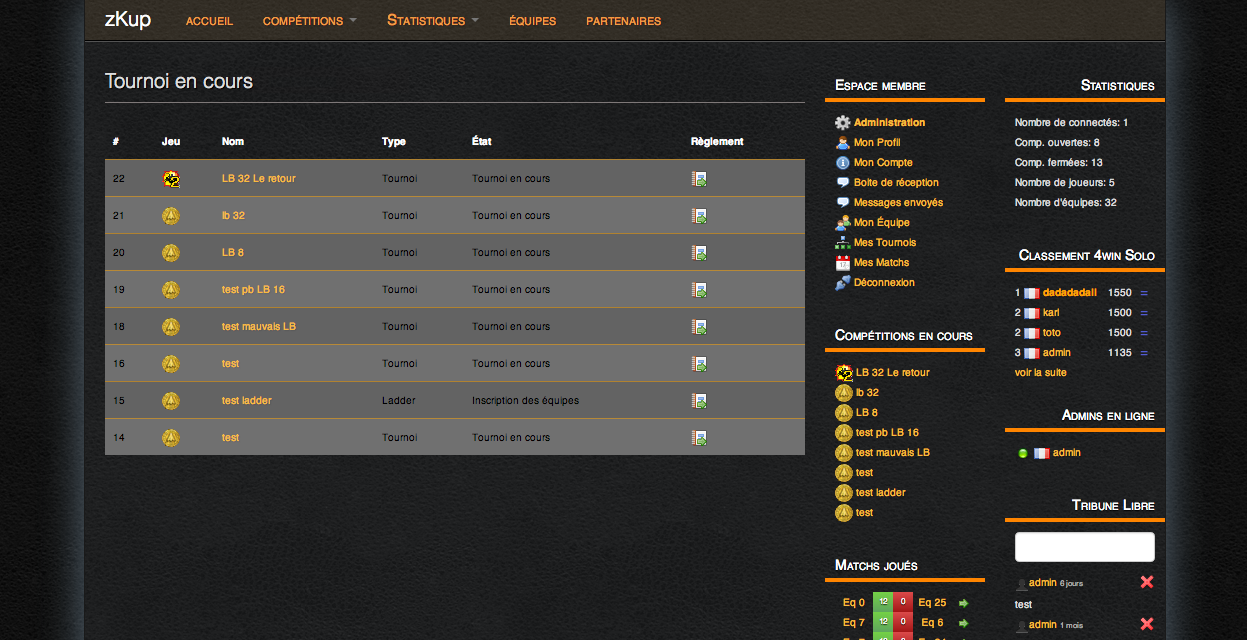 zKup ACCUEIL COMPÉTITIONS STATISTIQUES ÉQUIPES PARTENAIRES
Tournoi en cours
# Jeu Nom Type État Règlement
22 LB 32 Le retour Tournoi Tournoi en cours
21 lb 32 Tournoi Tournoi en cours
20 LB 8 Tournoi Tournoi en cours
19 test pb LB 16 Tournoi Tournoi en cours
18 test mauvais LB Tournoi Tournoi en cours
16 test Tournoi Tournoi en cours
15 test ladder Ladder Inscription des équipes
14 test Tournoi Tournoi en cours
ESPACE MEMBRE
Administration
Mon Profil
Mon Compte
Boite de réception
Messages envoyés
Mon Équipe
Mes Tournois
Mes Matchs
Déconnexion
COMPÉTITIONS EN COURS
LB 32 Le retour
lb 32
LB 8
test pb LB 16
test mauvais LB
test
test ladder
test
MATCHS JOUÉS
Eq 0 12 0 Eq 25
Eq 7 12 0 Eq 6
STATISTIQUES
Nombre de connectés: 1
Comp. ouvertes: 8
Comp. fermées: 13
Nombre de joueurs: 5
Nombre d'équipes: 32
CLASSEMENT 4WIN SOLO
1 dadadadall 1550 =
2 karl 1500 =
2 toto 1500 =
3 admin 1135 =
voir la suite
ADMINS EN LIGNE
admin
TRIBUNE LIBRE
admin 6 jours
test
admin 1 mois